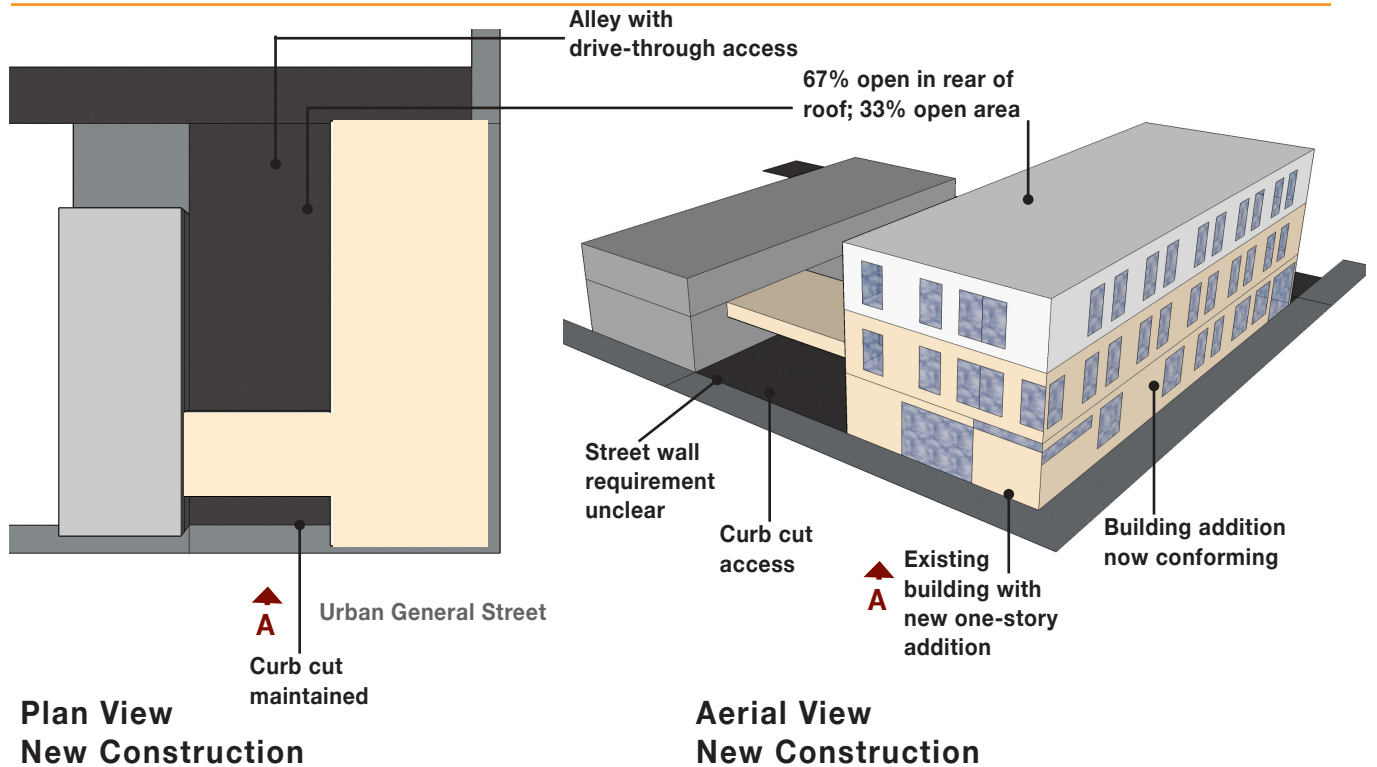 Alley with
drive-through access
67% open in rear of
roof; 33% open area
Street wall
requirement
unclear
Curb cut
access
A
Existing
building with
new one-story
addition
Building addition
now conforming
A
Urban General Street
Curb cut
maintained
Plan View
New Construction
Aerial View
New Construction